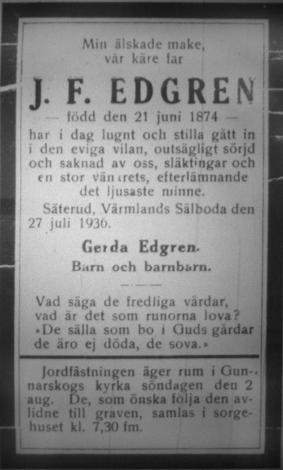 Min älskade make,
vår käre far
J. F. EDGREN
— född den 21 juni 1874 —
har i dag lugnt och stilla gått in
i den eviga vilan, outsägligt sörjd
och saknad av oss, släktingar och
en stor vänkrets, efterlämnande
det ljusaste minne.
Säterud, Värmlands Sälboda den
27 juli 1936.
Gerda Edgren.
Barn och barnbarn.
Vad säga de fredliga vårdar,
vad är det som runorna lova?
»De sälla som bo i Guds gårdar
de äro ej döda, de sova.»
Jordfästningen äger rum i Gun-
narskogs kyrka söndagen den 2
aug. De, som önska följa den av-
lidne till graven, samlas i sorge-
huset kl. 7,30 fm.